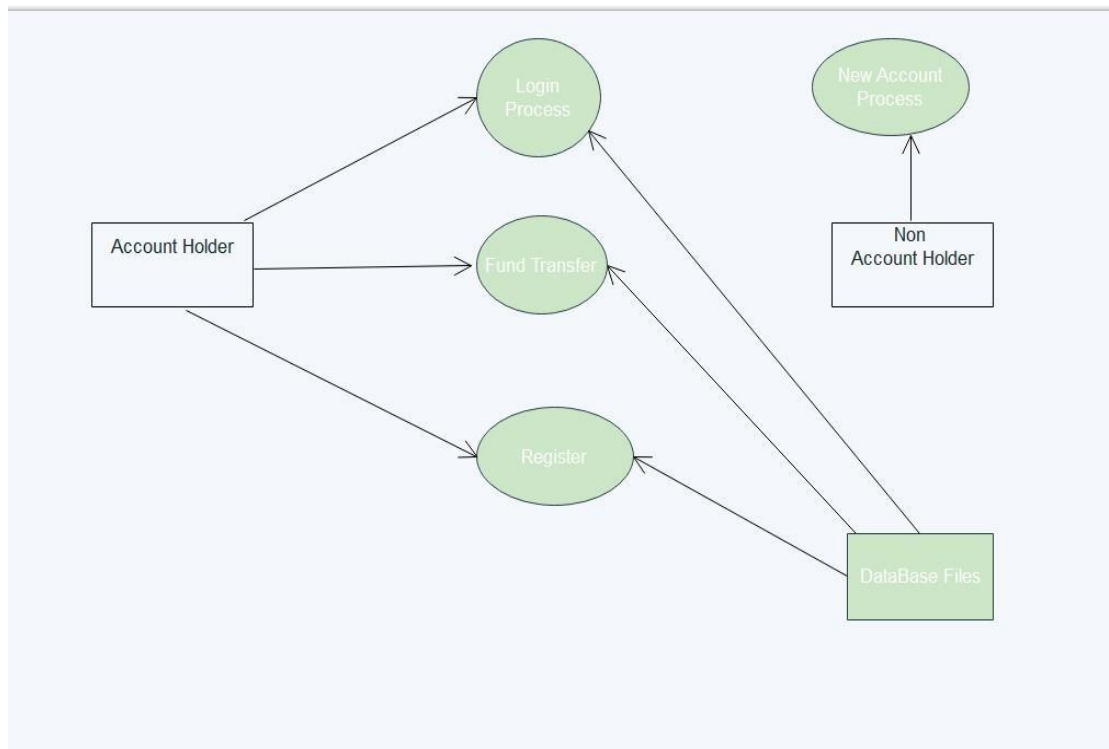 Login
Process
New Account
Process
Account Holder
Fund Transfer
Non
Account Holder
Register
DataBase Files